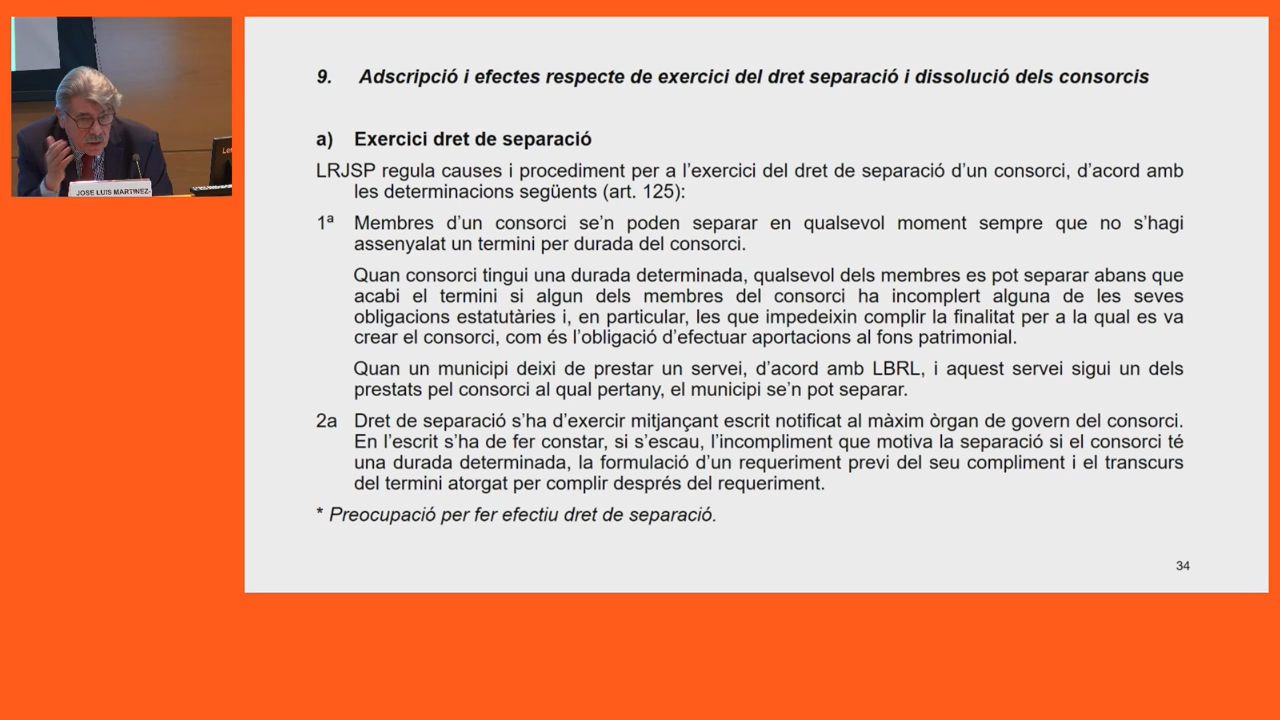 JOSE LUIS MARTINEZ-
9. Adscripció i efectes respecte de exercici del dret separació i dissolució dels consorcis
a) Exercici dret de separació
LRJSP regula causes i procediment per a l'exercici del dret de separació d'un consorci, d'acord amb
les determinacions següents (art. 125):
1ª Membres d'un consorci se'n poden separar en qualsevol moment sempre que no s'hagi
assenyalat un termini per durada del consorci.
Quan consorci tingui una durada determinada, qualsevol dels membres es pot separar abans que
acabi el termini si algun dels membres del consorci ha incomplert alguna de les seves
obligacions estatutàries i, en particular, les que impedeixin complir la finalitat per a la qual es va
crear el consorci, com és l'obligació d'efectuar aportacions al fons patrimonial.
Quan un municipi deixi de prestar un servei, d'acord amb LBRL, i aquest servei sigui un dels
prestats pel consorci al qual pertany, el municipi se'n pot separar.
2a Dret de separació s'ha d'exercir mitjançant escrit notificat al màxim òrgan de govern del consorci.
En l'escrit s'ha de fer constar, si s'escau, l'incompliment que motiva la separació si el consorci té
una durada determinada, la formulació d'un requeriment previ del seu compliment i el transcurs
del termini atorgat per complir després del requeriment.
* Preocupació per fer efectiu dret de separació.
34